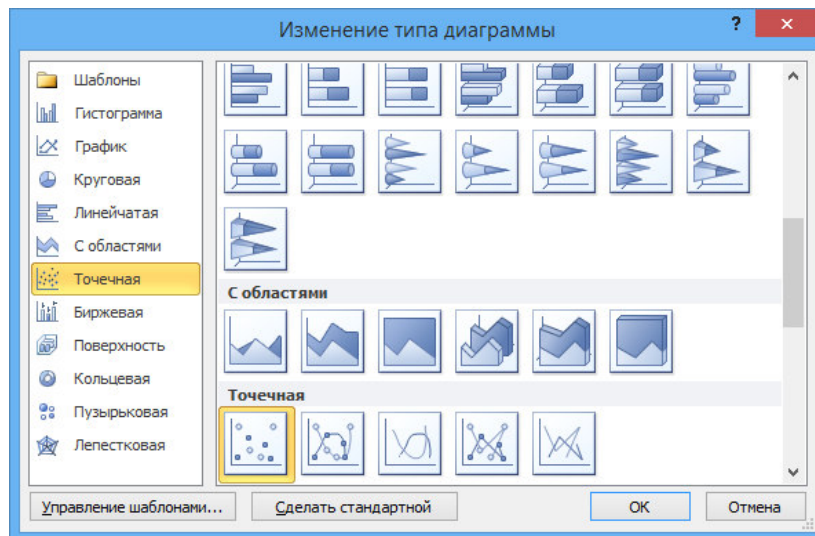 Изменение типа диаграммы
?
Шаблоны
Гистограмма
График
Круговая
Линейчатая
С областями
Точечная
Биржевая
Поверхность
Кольцевая
Пузырьковая
Лепестковая
С областями
Точечная
Управление шаблонами...
Сделать стандартной
ОК
Отмена